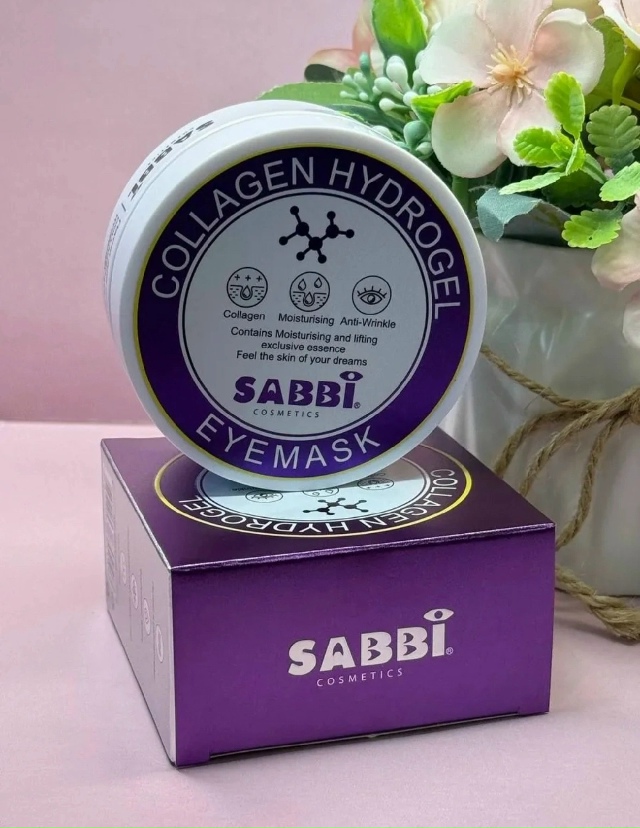 COLLAGEN HYDROGEL
Collagen Moisturising Anti-Wrinkle
Contains Moisturising and lifting
exclusive essence
Feel the skin of your dreams
SABBi®
COSMETICS
EYEMASK
COLLAGEN HYDROGEL
SABBi®
COSMETICS